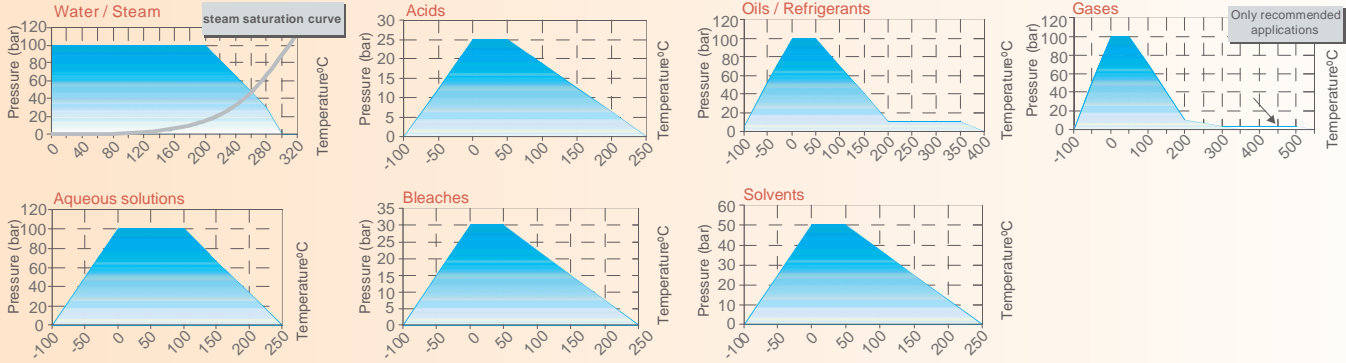 Water / Steam
steam saturation curve
Pressure (bar)
120
100
80
60
40
20
0
0 40 80 120 160 200 240 280 320
Temperature⁰C
Acids
Pressure (bar)
30
25
20
15
10
5
0
-100 -50 0 50 100 150 200 250
Temperature⁰C
Oils / Refrigerants
Pressure (bar)
120
100
80
60
40
20
0
-100 -50 0 50 100 150 200 250 300 350 400
Temperature⁰C
Gases
Only recommended
applications
Pressure (bar)
120
100
80
60
40
20
0
-100 0 100 200 300 400 500
Temperature⁰C
Aqueous solutions
Pressure (bar)
120
100
80
60
40
20
0
-100 -50 0 50 100 150 200 250
Temperature⁰C
Bleaches
Pressure (bar)
35
30
25
20
15
10
5
0
-100 -50 0 50 100 150 200 250
Temperature⁰C
Solvents
Pressure (bar)
60
50
40
30
20
10
0
-100 -50 0 50 100 150 200 250
Temperature⁰C